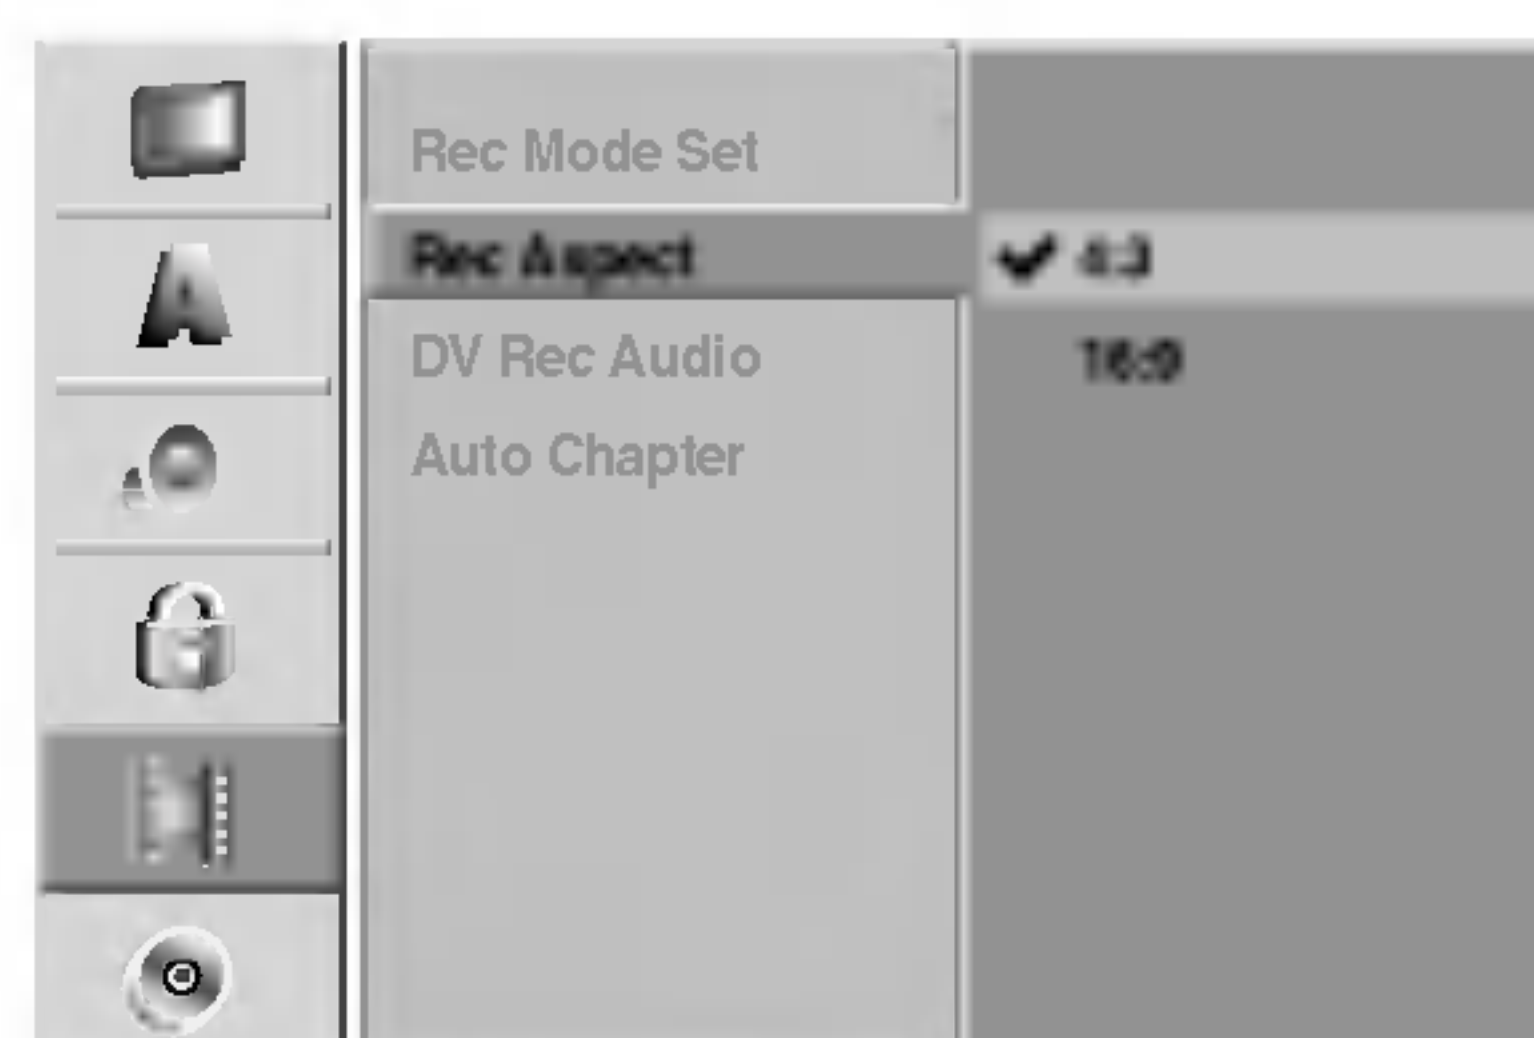 Rec Mode Set
Rec Aspect
✔ 4:3
16:9
DV Rec Audio
Auto Chapter